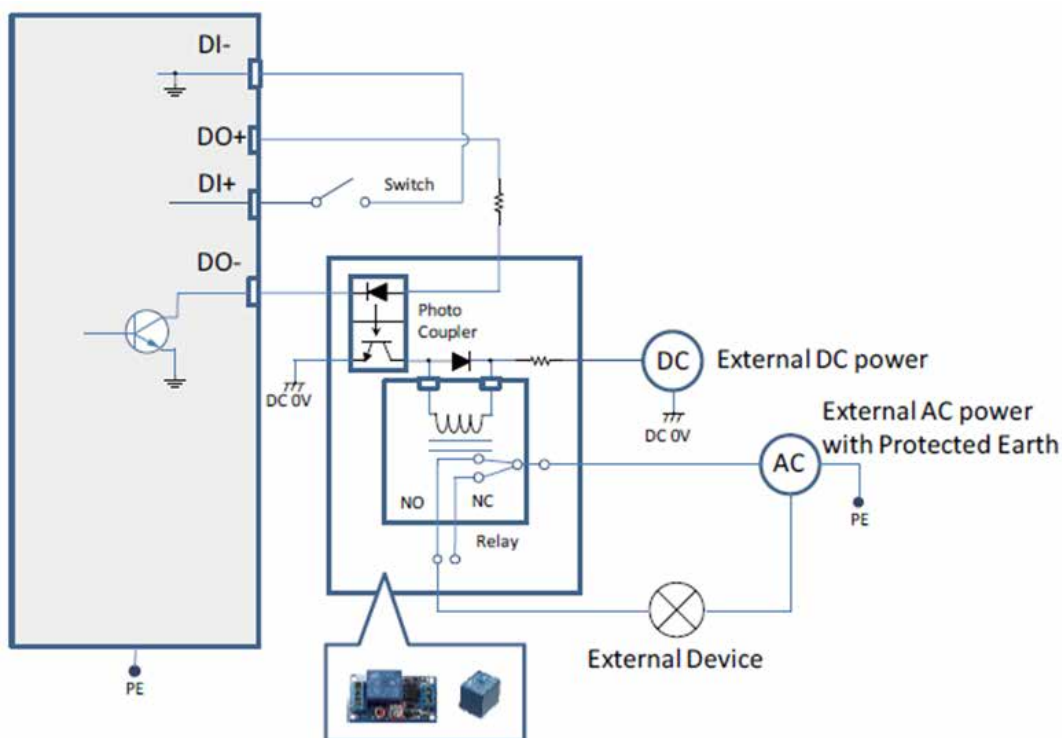 DI-
DO+
DI+
Switch
DO-
Photo
Coupler
DC
External DC power
DC 0V
DC 0V
External AC power
with Protected Earth
AC
NO
NC
PE
Relay
External Device
PE